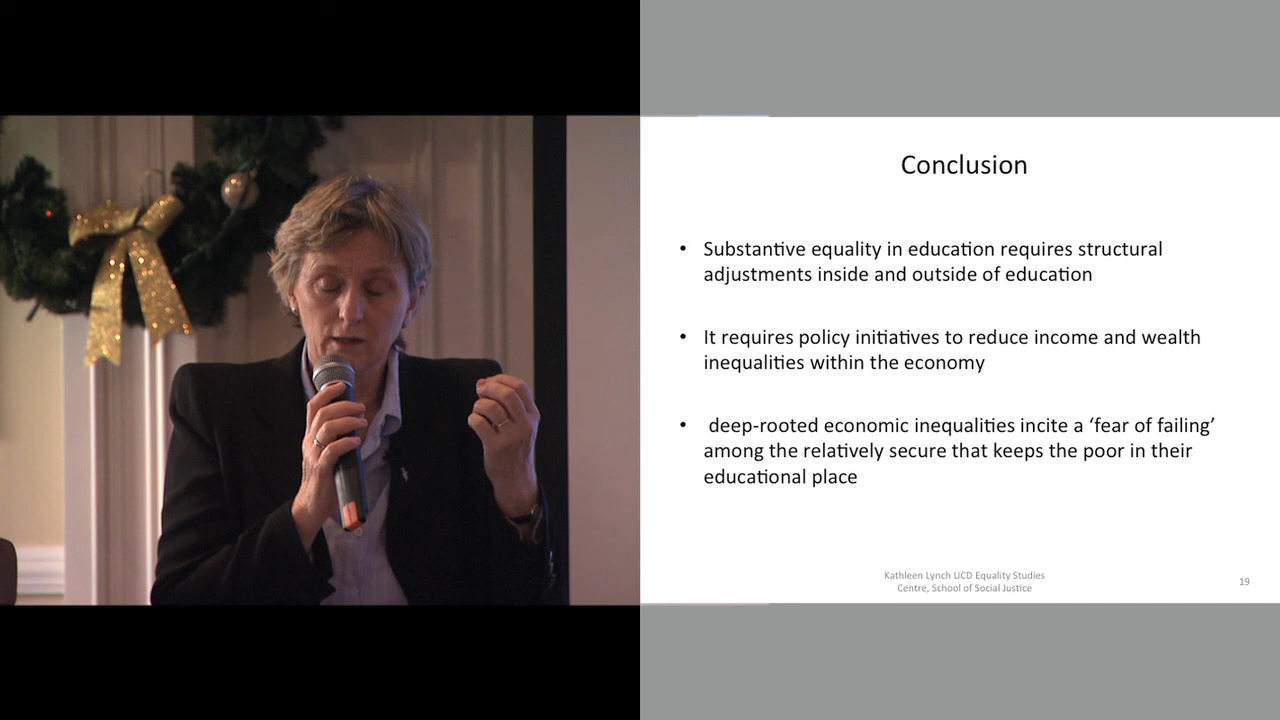 Conclusion
• Substantive equality in education requires structural
adjustments inside and outside of education
• It requires policy initiatives to reduce income and wealth
inequalities within the economy
• deep-rooted economic inequalities incite a ‘fear of failing’
among the relatively secure that keeps the poor in their
educational place
Kathleen Lynch UCD Equality Studies
Centre, School of Social Justice
19